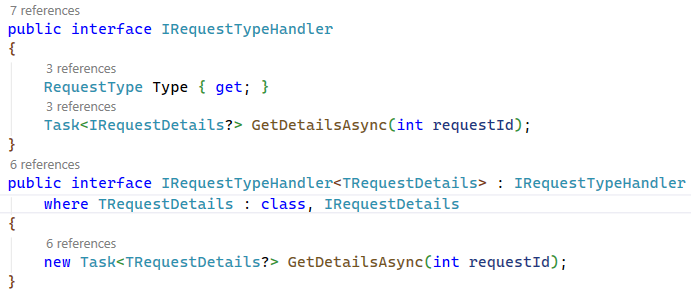 7 references
public interface IRequestTypeHandler
{
3 references
RequestType Type { get; }
3 references
Task<IRequestDetails?> GetDetailsAsync(int requestId);
}
6 references
public interface IRequestTypeHandler<TRequestDetails> : IRequestTypeHandler
where TRequestDetails : class, IRequestDetails
{
6 references
new Task<TRequestDetails?> GetDetailsAsync(int requestId);
}